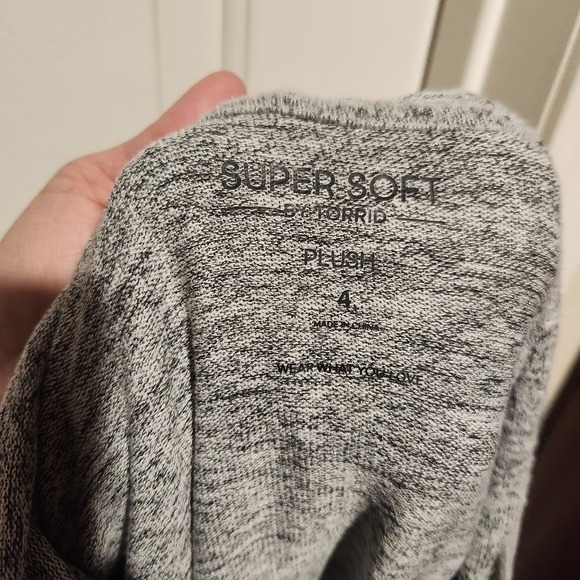 SUPER SOFT
BY TORRID
PLUSH
4
MADE IN CHINA
WEAR WHAT YOU LOVE